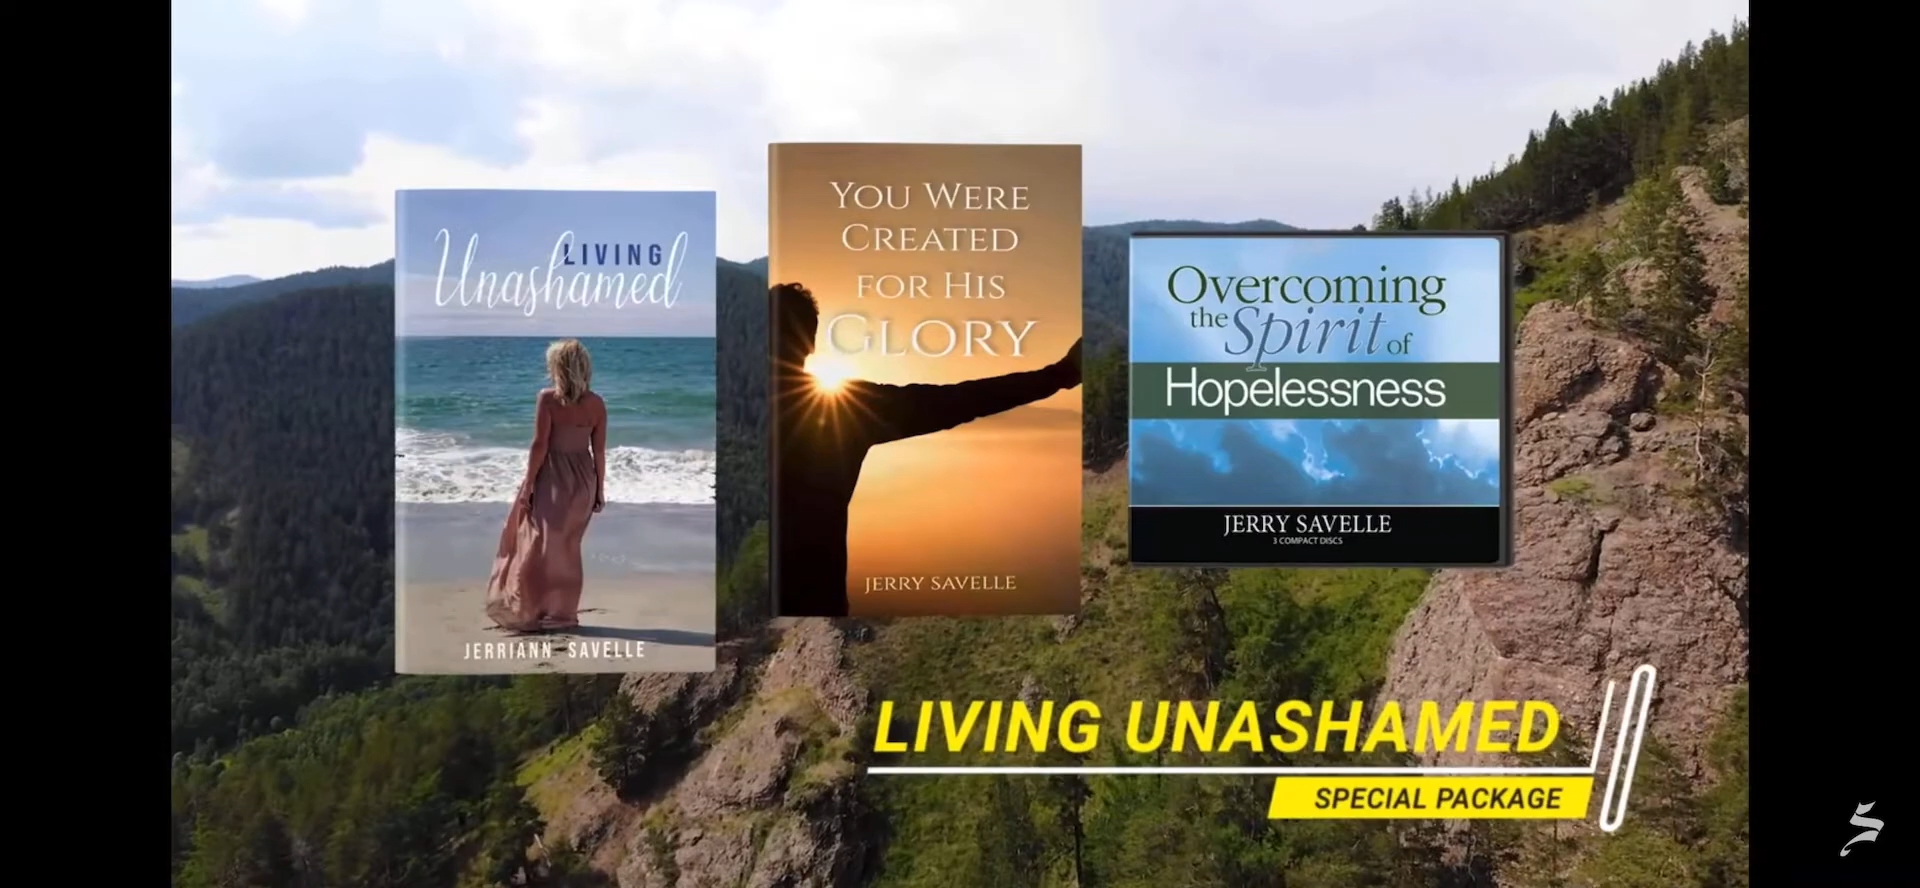 LIVING
Unashamed
JERRIANN SAVELLE
YOU WERE
CREATED
FOR HIS
GLORY
JERRY SAVELLE
Overcoming
the Spirit of
Hopelessness
JERRY SAVELLE
3 COMPACT DISCS
LIVING UNASHAMED
SPECIAL PACKAGE
S